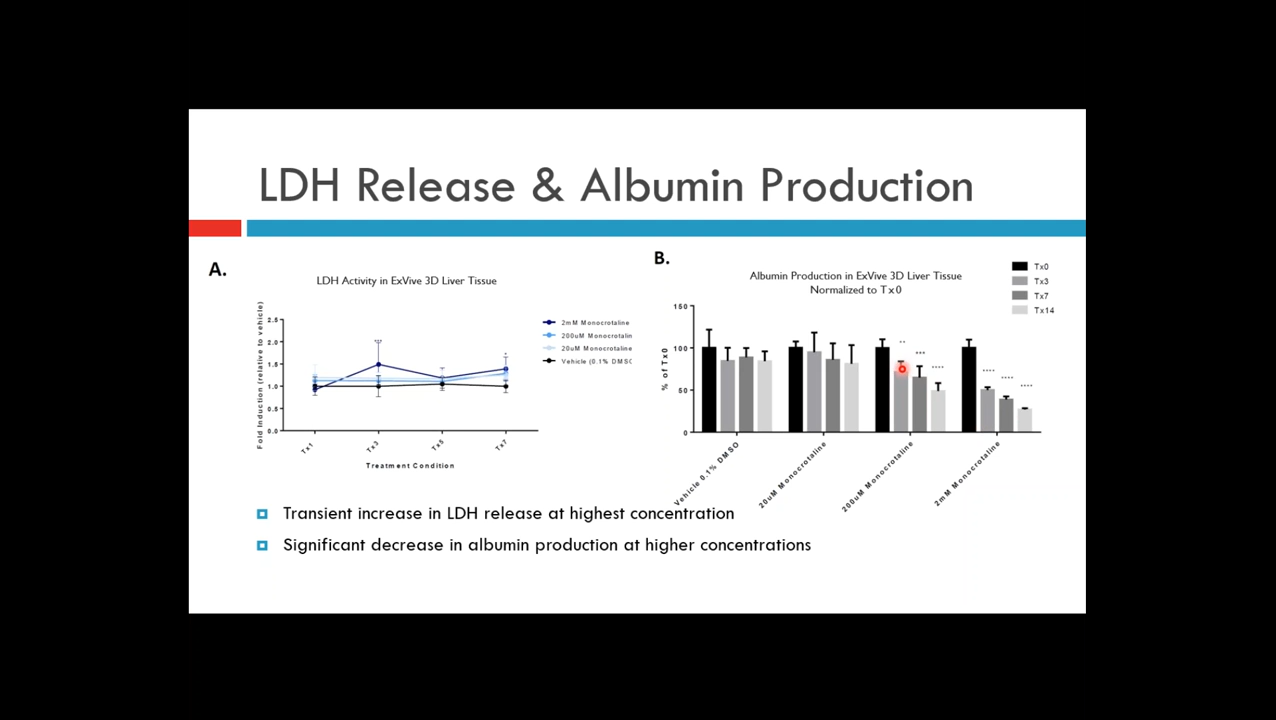 LDH Release & Albumin Production
A.
LDH Activity in ExVive 3D Liver Tissue
Fold Induction (relative to vehicle)
2.5
2.0
1.5
1.0
0.5
0.0
***
*
Tx1
Tx3
Tx5
Tx7
Treatment Condition
2mM Monocrotaline
200uM Monocrotalin
20uM Monocrotaline
Vehicle (0.1% DMSC
B.
Albumin Production in ExVive 3D Liver Tissue
Normalized to Tx0
Tx0
Tx3
Tx7
Tx14
% of Tx0
150
100
50
0
**
***
****
****
****
****
Vehicle 0.1% DMSO
20uM Monocrotaline
200uM Monocrotaline
2mM Monocrotaline
Transient increase in LDH release at highest concentration
Significant decrease in albumin production at higher concentrations